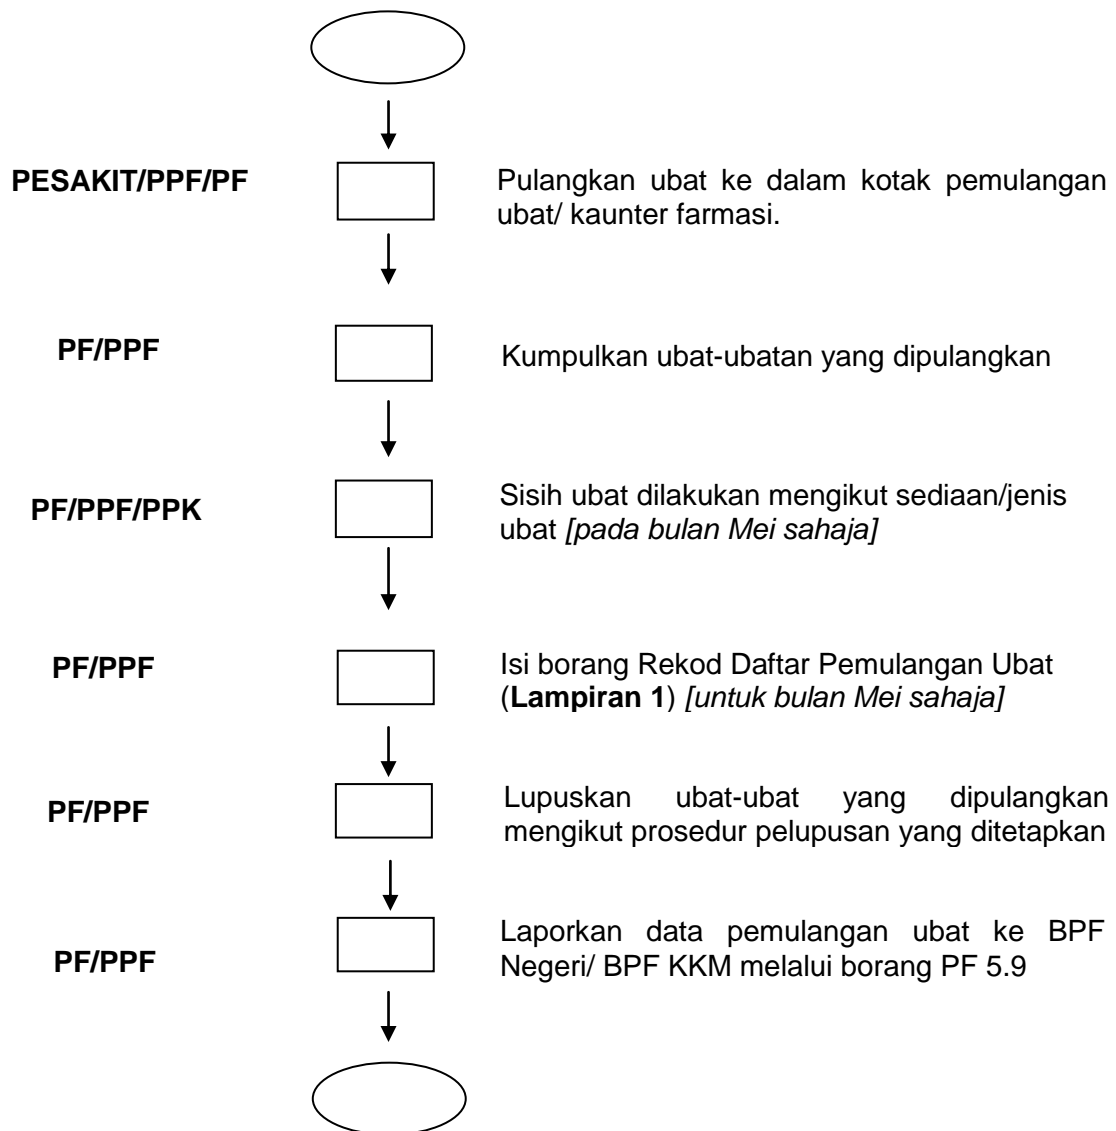 PESAKIT/PPF/PF
Pulangkan ubat ke dalam kotak pemulangan
ubat/ kaunter farmasi.
PF/PPF
Kumpulkan ubat-ubatan yang dipulangkan
PF/PPF/PPK
Sisih ubat dilakukan mengikut sediaan/jenis
ubat [pada bulan Mei sahaja]
PF/PPF
Isi borang Rekod Daftar Pemulangan Ubat
(Lampiran 1) [untuk bulan Mei sahaja]
PF/PPF
Lupuskan ubat-ubat yang dipulangkan
mengikut prosedur pelupusan yang ditetapkan
PF/PPF
Laporkan data pemulangan ubat ke BPF
Negeri/ BPF KKM melalui borang PF 5.9